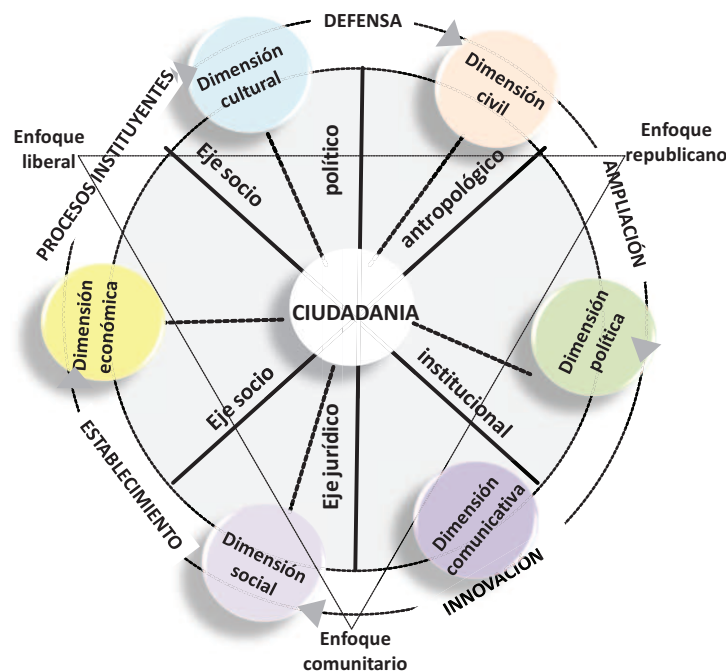 DEFENSA
Dimensión
cultural
Dimensión
civil
PROCESOS INSTITUYENTES
Enfoque
liberal
Enfoque
republicano
Eje socio
político
antropológico
AMPLIACIÓN
CIUDADANIA
Dimensión
económica
Dimensión
política
Eje socio
Eje jurídico
institucional
ESTABLECIMIENTO
Dimensión
social
Dimensión
comunicativa
INNOVACIÓN
Enfoque
comunitario